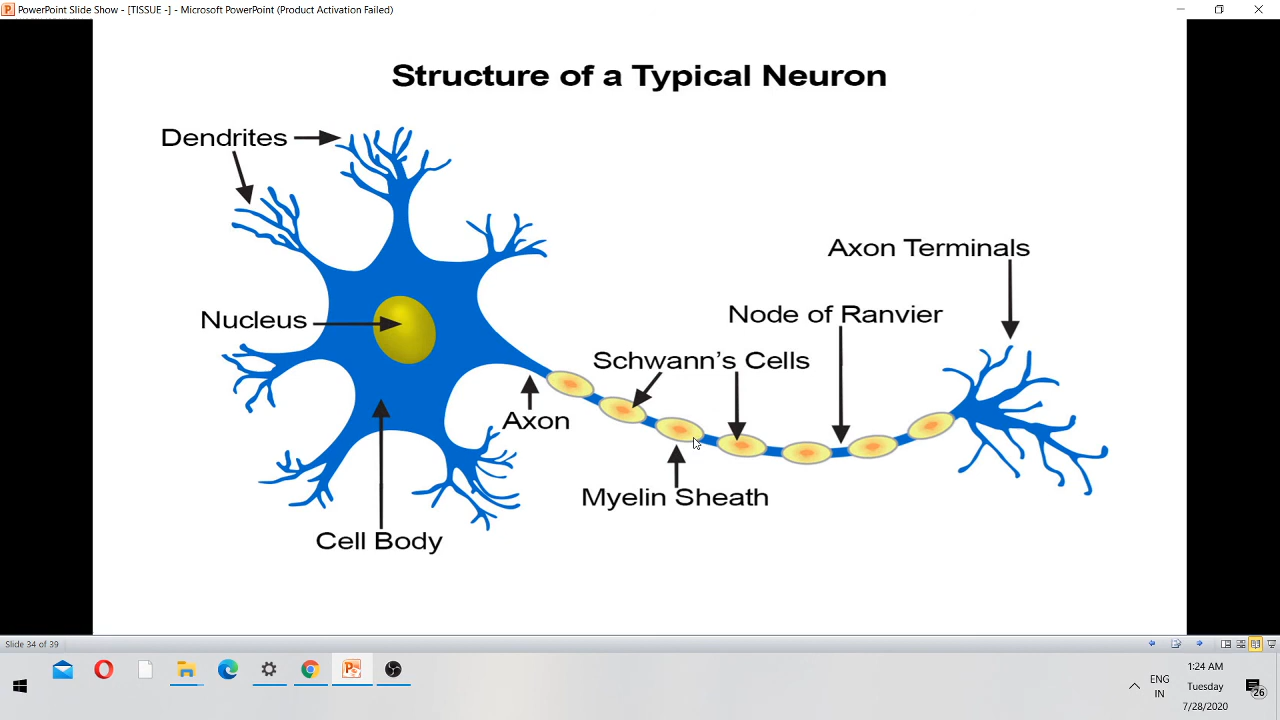 PowerPoint Slide Show - [TISSUE -] - Microsoft PowerPoint (Product Activation Failed)
Structure of a Typical Neuron
Dendrites
Axon Terminals
Nucleus
Node of Ranvier
Schwann’s Cells
Axon
Myelin Sheath
Cell Body
Slide 34 of 39
1:24 AM
ENG
IN
Tuesday
7/28/2020
26